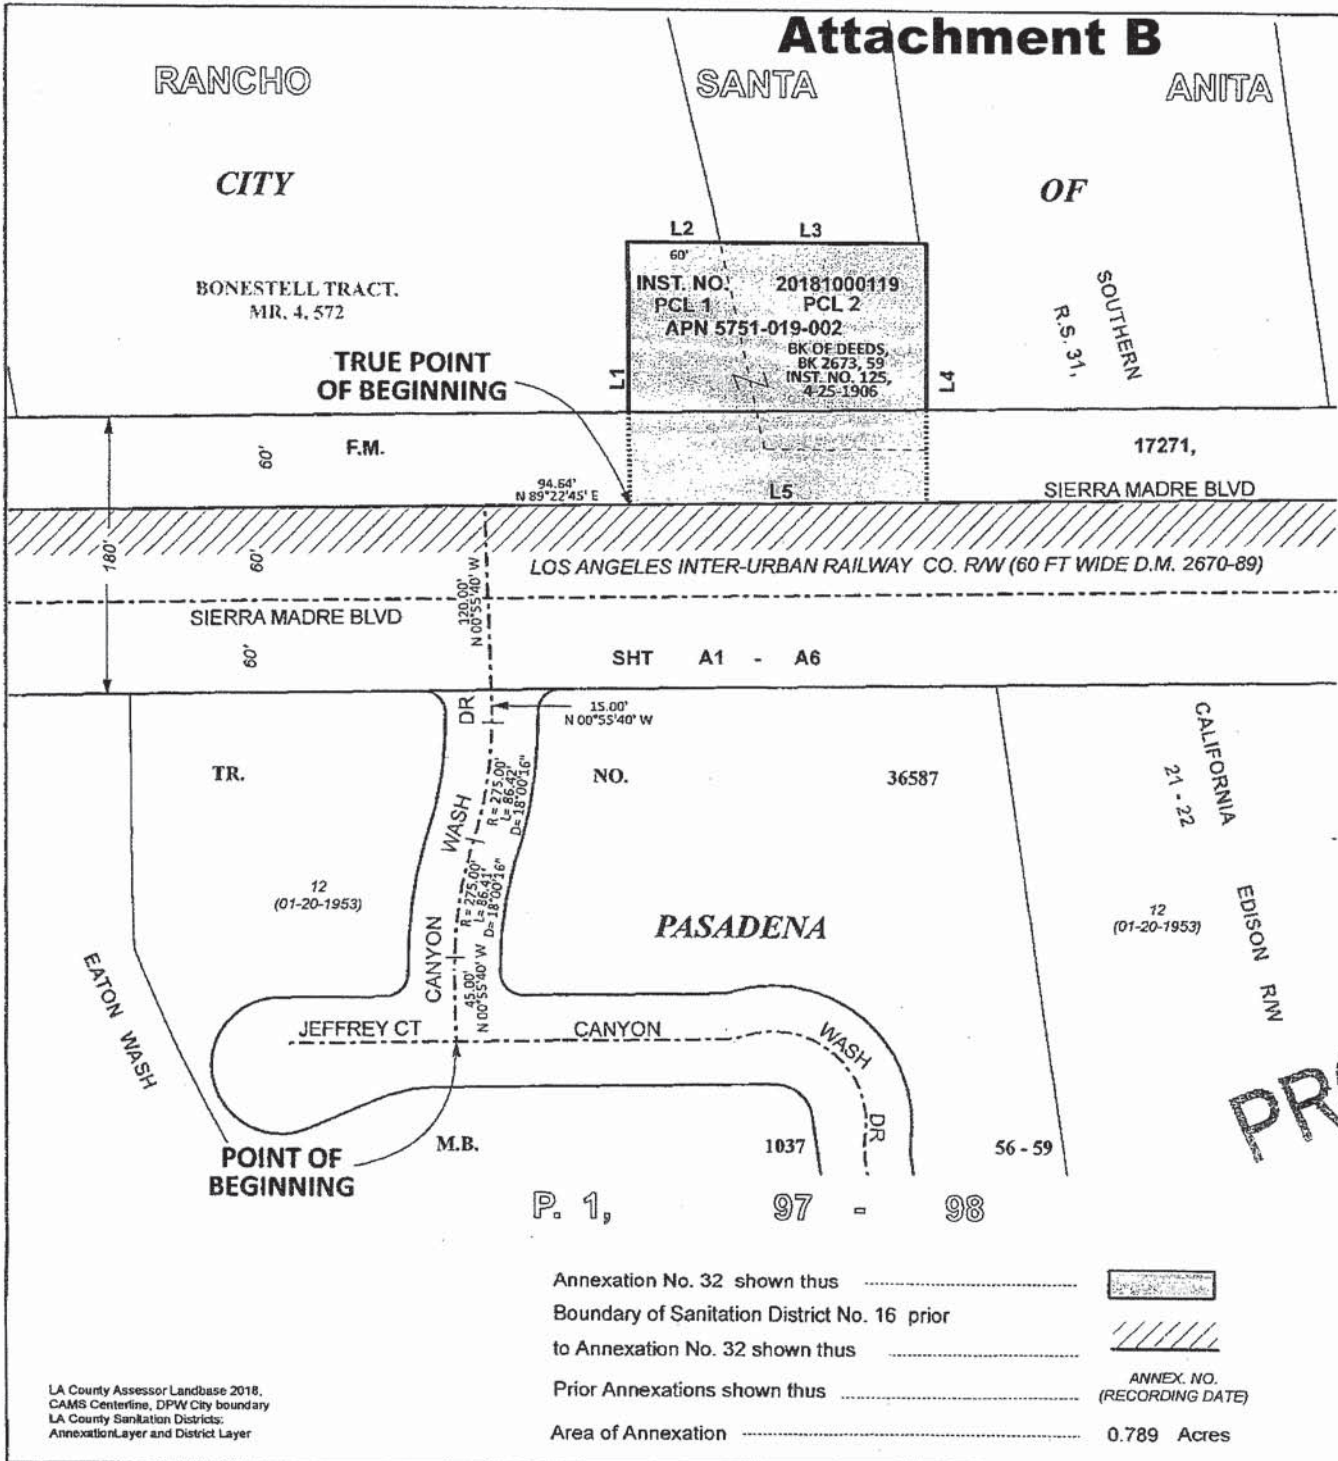 Attachment B
RANCHO SANTA ANITA
CITY OF
L2 L3
60'
BONESTELL TRACT.
MR. 4, 572
INST. NO. 20181000119
PCL 1 PCL 2
APN 5751-019-002
BK OF DEEDS,
BK 2673, 59
INST. NO. 125,
4-25-1906
SOUTHERN
R.S. 31,
TRUE POINT
OF BEGINNING
L1
L4
F.M.
60'
17271,
94.64'
N 89°22'45" E
L5
SIERRA MADRE BLVD
180'
60'
LOS ANGELES INTER-URBAN RAILWAY CO. R/W (60 FT WIDE D.M. 2670-89)
120.00'
N 00°55'40" W
SIERRA MADRE BLVD
60'
SHT A1 - A6
DR
15.00'
N 00°55'40" W
TR. NO. 36587
CALIFORNIA
21 - 22
WASH
R = 275.00'
L= 86.42'
D= 18°00'16"
R = 275.00'
L= 86.41'
D= 18°00'16"
12
(01-20-1953)
PASADENA
12
(01-20-1953)
EDISON R/W
CANYON
45.00'
N 00°55'40" W
EATON WASH
JEFFREY CT
CANYON
WASH
DR
POINT OF
BEGINNING
M.B. 1037 56 - 59
P. 1, 97 - 98
Annexation No. 32 shown thus
Boundary of Sanitation District No. 16 prior
to Annexation No. 32 shown thus
Prior Annexations shown thus
ANNEX. NO.
(RECORDING DATE)
Area of Annexation 0.789 Acres
LA County Assessor Landbase 2018,
CAMS Centerline, DPW City boundary
LA County Sanitation Districts:
AnnexationLayer and District Layer